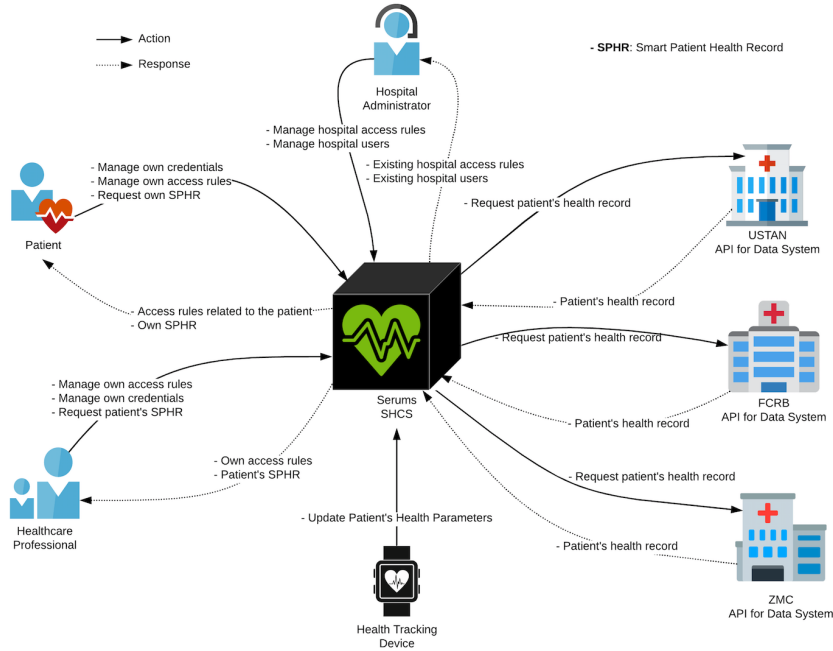 Action
Response
- SPHR: Smart Patient Health Record
Hospital
Administrator
- Manage hospital access rules
- Manage hospital users
- Existing hospital access rules
- Existing hospital users
- Manage own credentials
- Manage own access rules
- Request own SPHR
Patient
- Access rules related to the patient
- Own SPHR
- Request patient's health record
USTAN
API for Data System
- Patient's health record
- Request patient's health record
FCRB
API for Data System
- Patient's health record
Serums
SHCS
- Manage own access rules
- Manage own credentials
- Request patient's SPHR
- Own access rules
- Patient's SPHR
Healthcare
Professional
- Request patient's health record
- Patient's health record
ZMC
API for Data System
- Update Patient's Health Parameters
Health Tracking
Device